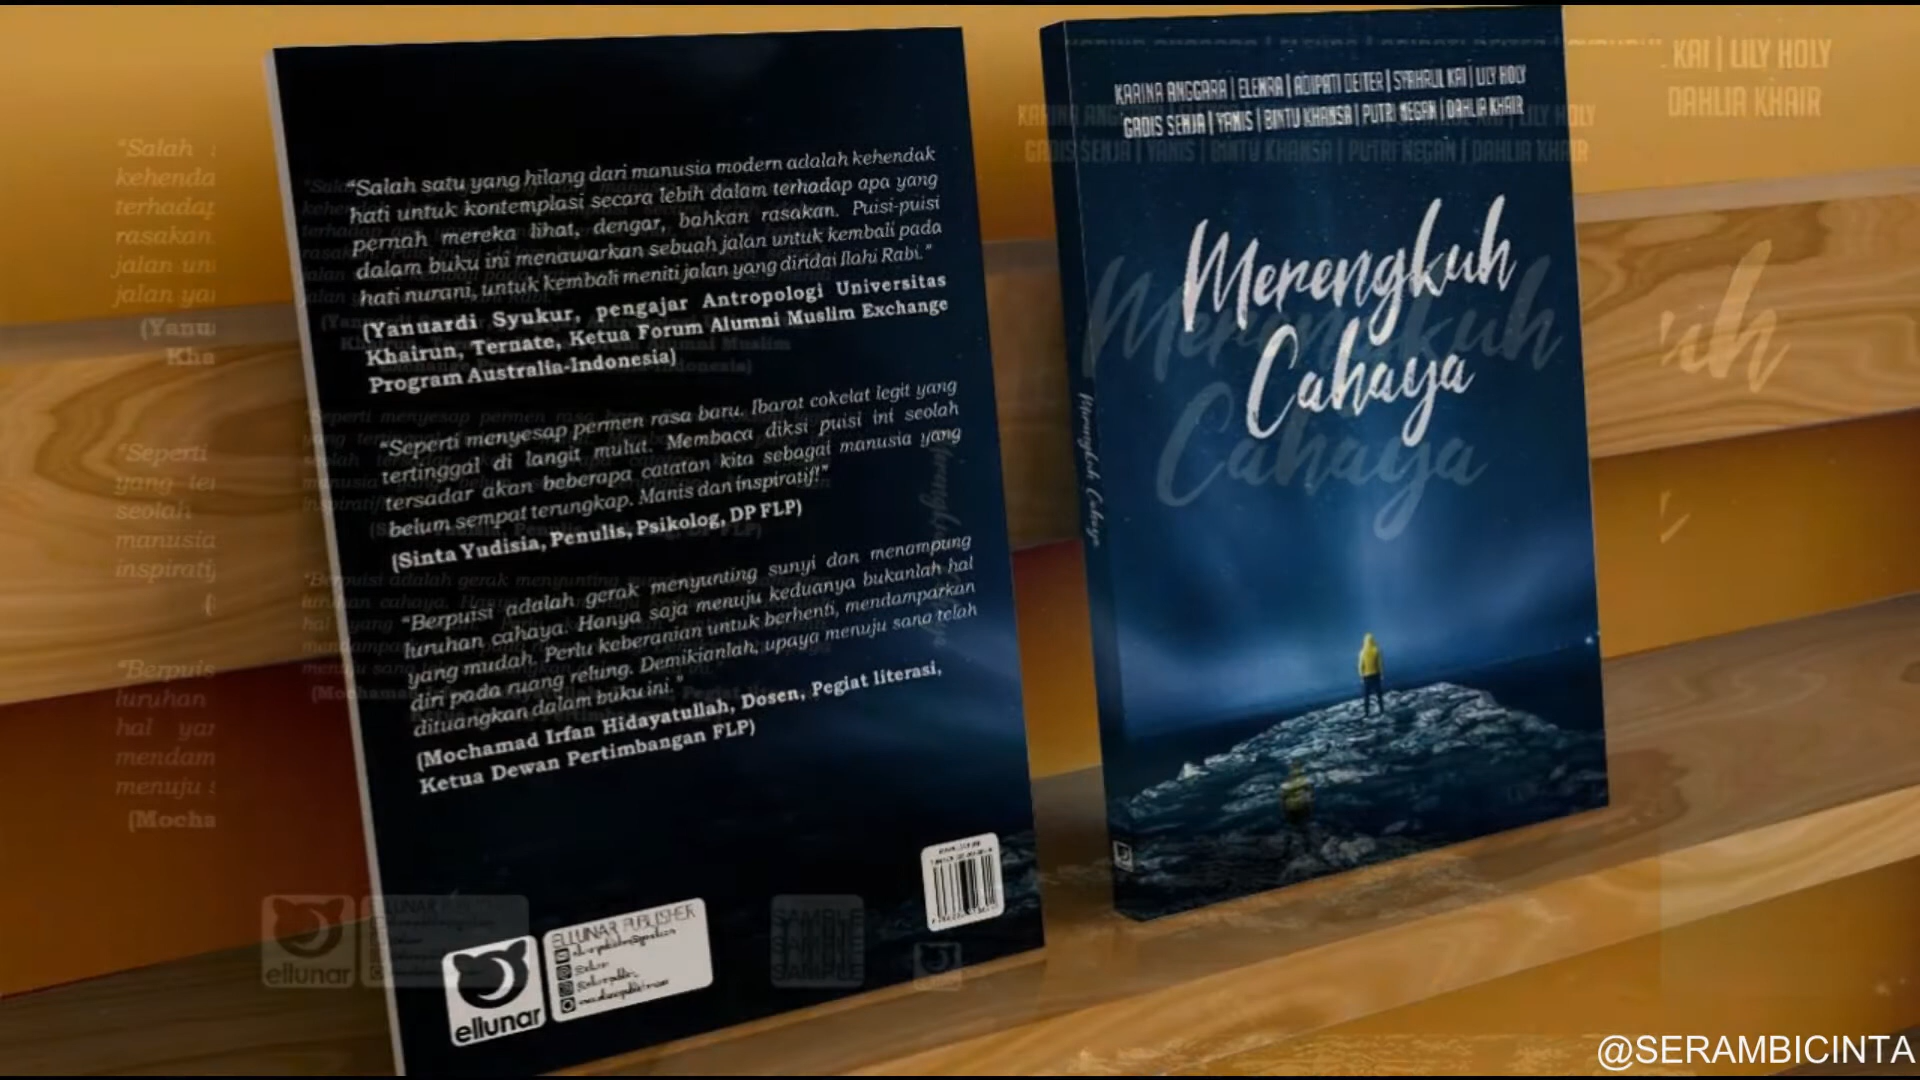 “Salah satu yang hilang dari manusia modern adalah kehendak
hati untuk kontemplasi secara lebih dalam terhadap apa yang
pernah mereka lihat, dengar, bahkan rasakan. Puisi-puisi
dalam buku ini menawarkan sebuah jalan untuk kembali pada
hati nurani, untuk kembali meniti jalan yang diridai Ilahi Rabi.”
(Yanuardi Syukur, pengajar Antropologi Universitas
Khairun, Ternate, Ketua Forum Alumni Muslim Exchange
Program Australia-Indonesia)
“Seperti menyesap permen rasa baru. Ibarat cokelat legit yang
tertinggal di langit mulut. Membaca diksi puisi ini seolah
tersadar akan beberapa catatan kita sebagai manusia yang
belum sempat terungkap. Manis dan inspiratif!”
(Sinta Yudisia, Penulis, Psikolog, DP FLP)
“Berpuisi adalah gerak menyunting sunyi dan menampung
luruhan cahaya. Hanya saja menuju keduanya bukanlah hal
yang mudah. Perlu keberanian untuk berhenti, mendamparkan
diri pada ruang relung. Demikianlah, upaya menuju sana telah
dituangkan dalam buku ini.”
(Mochamad Irfan Hidayatullah, Dosen, Pegiat literasi,
Ketua Dewan Pertimbangan FLP)
ellunar
ELLUNAR PUBLISHER
KARINA ANGGARA | ELENRA | ADIPATI DEITER | SYAHRUL KAI | LILY HOLY
GADIS SENJA | YANIS | BINTU KHANSA | PUTRI NEGAN | DAHLIA KHAIR
Merengkuh
Cahaya
Merengkuh Cahaya
KAI | LILY HOLY
DAHLIA KHAIR
SAMPLE
SAMPLE
SAMPLE
ellunar
@SERAMBICINTA